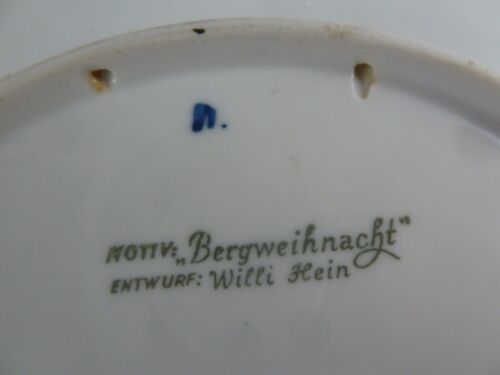 n.
MOTIV: „Bergweihnacht"
ENTWURF: Willi Hein